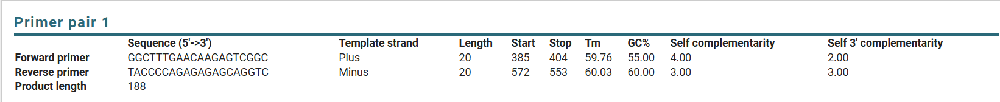 Primer pair 1
Sequence (5'->3') Template strand Length Start Stop Tm GC% Self complementarity Self 3' complementarity
Forward primer GGCTTTGAACAAGAGTCGGC Plus 20 385 404 59.76 55.00 4.00 2.00
Reverse primer TACCCCAGAGAGAGCAGGTC Minus 20 572 553 60.03 60.00 3.00 3.00
Product length 188